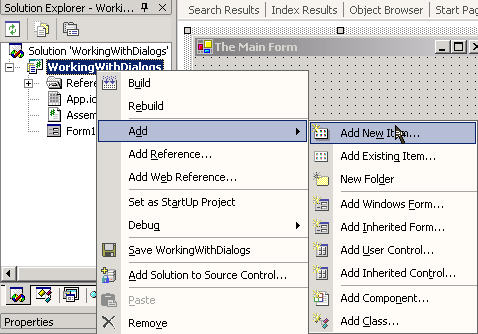 Solution Explorer - Working...
Search Results
Index Results
Object Browser
Start Pag
Solution 'WorkingWithDialogs'
WorkingWithDialogs
Refere
App.ic
Assem
Form1
The Main Form
Build
Rebuild
Add
Add Reference...
Add Web Reference...
Set as StartUp Project
Debug
Save WorkingWithDialogs
Add Solution to Source Control...
Paste
Remove
Add New Item...
Add Existing Item...
New Folder
Add Windows Form...
Add Inherited Form...
Add User Control...
Add Inherited Control...
Add Component...
Add Class...
Properties